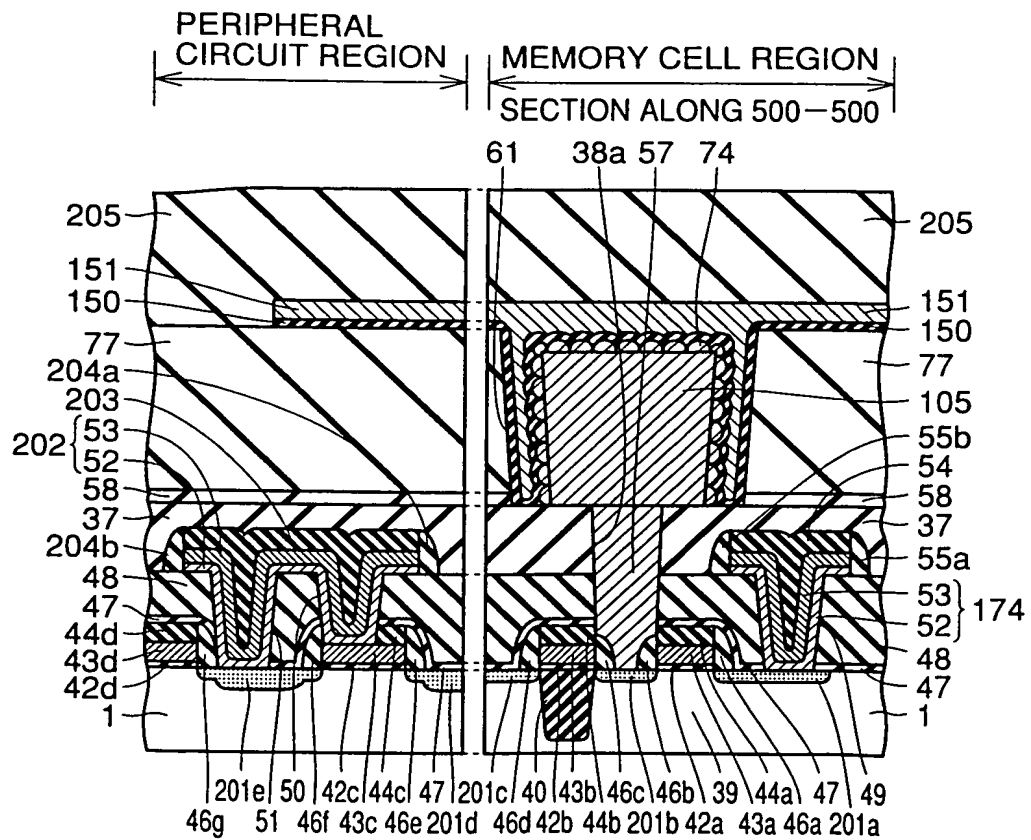 PERIPHERAL
CIRCUIT REGION
MEMORY CELL REGION
SECTION ALONG 500－500
61 38a 57 74
205
151
150
77
204a
203
202
53
52
58
37
204b
48
47
44d
43d
42d
1
205
151
150
77
105
55b
54
58
37
55a
53
52
174
48
47
1
201e 50 42c 44c 47 201c 40 43b 46c 46b 39 44a 47 49
46g 51 46f 43c 46e 201d 46d 42b 44b 201b 42a 43a 46a 201a